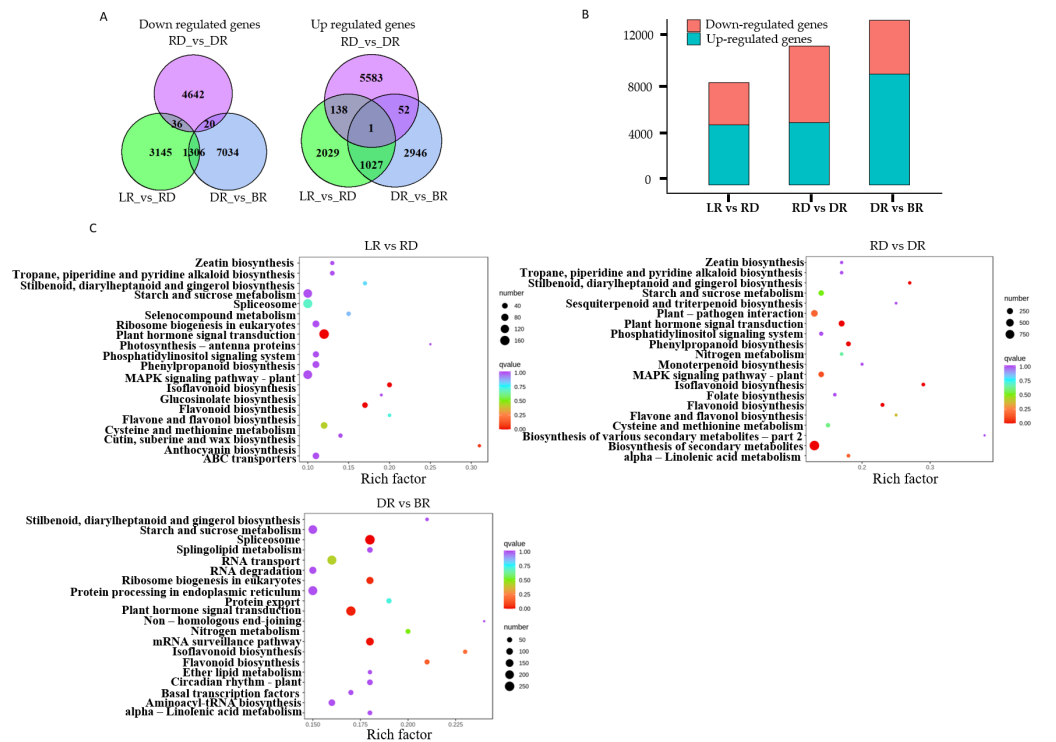 A
Down regulated genes
RD_vs_DR
4642
36
20
3145
1306
7034
LR_vs_RD
DR_vs_BR
Up regulated genes
RD_vs_DR
5583
138
52
1
2029
1027
2946
LR_vs_RD
DR_vs_BR
B
12000
8000
4000
0
Down-regulated genes
Up-regulated genes
LR vs RD
RD vs DR
DR vs BR
C
LR vs RD
Zeatin biosynthesis
Tropane, piperidine and pyridine alkaloid biosynthesis
Stilbenoid, diarylheptanoid and gingerol biosynthesis
Starch and sucrose metabolism
Spliceosome
Selenocompound metabolism
Ribosome biogenesis in eukaryotes
Plant hormone signal transduction
Photosynthesis – antenna proteins
Phosphatidylinositol signaling system
Phenylpropanoid biosynthesis
MAPK signaling pathway - plant
Isoflavonoid biosynthesis
Glucosinolate biosynthesis
Flavonoid biosynthesis
Flavone and flavonol biosynthesis
Cysteine and methionine metabolism
Cutin, suberine and wax biosynthesis
Anthocyanin biosynthesis
ABC transporters
0.10 0.15 0.20 0.25 0.30
Rich factor
number
40
80
120
160
qvalue
1.00
0.75
0.50
0.25
0.00
RD vs DR
Zeatin biosynthesis
Tropane, piperidine and pyridine alkaloid biosynthesis
Stilbenoid, diarylheptanoid and gingerol biosynthesis
Starch and sucrose metabolism
Sesquiterpenoid and triterpenoid biosynthesis
Plant – pathogen interaction
Plant hormone signal transduction
Phosphatidylinositol signaling system
Phenylpropanoid biosynthesis
Nitrogen metabolism
Monoterpenoid biosynthesis
MAPK signaling pathway - plant
Isoflavonoid biosynthesis
Folate biosynthesis
Flavonoid biosynthesis
Flavone and flavonol biosynthesis
Cysteine and methionine metabolism
Biosynthesis of various secondary metabolites – part 2
Biosynthesis of secondary metabolites
alpha – Linolenic acid metabolism
0.2 0.3
Rich factor
number
250
500
750
qvalue
1.00
0.75
0.50
0.25
0.00
DR vs BR
Stilbenoid, diarylheptanoid and gingerol biosynthesis
Starch and sucrose metabolism
Spliceosome
Splingolipid metabolism
RNA transport
RNA degradation
Ribosome biogenesis in eukaryotes
Protein processing in endoplasmic reticulum
Protein export
Plant hormone signal transduction
Non – homologous end-joining
Nitrogen metabolism
mRNA surveillance pathway
Isoflavonoid biosynthesis
Flavonoid biosynthesis
Ether lipid metabolism
Circadian rhythm - plant
Basal transcription factors
Aminoacyl-tRNA biosynthesis
alpha – Linolenic acid metabolism
0.150 0.175 0.200 0.225
Rich factor
qvalue
1.00
0.75
0.50
0.25
0.00
number
50
100
150
200
250